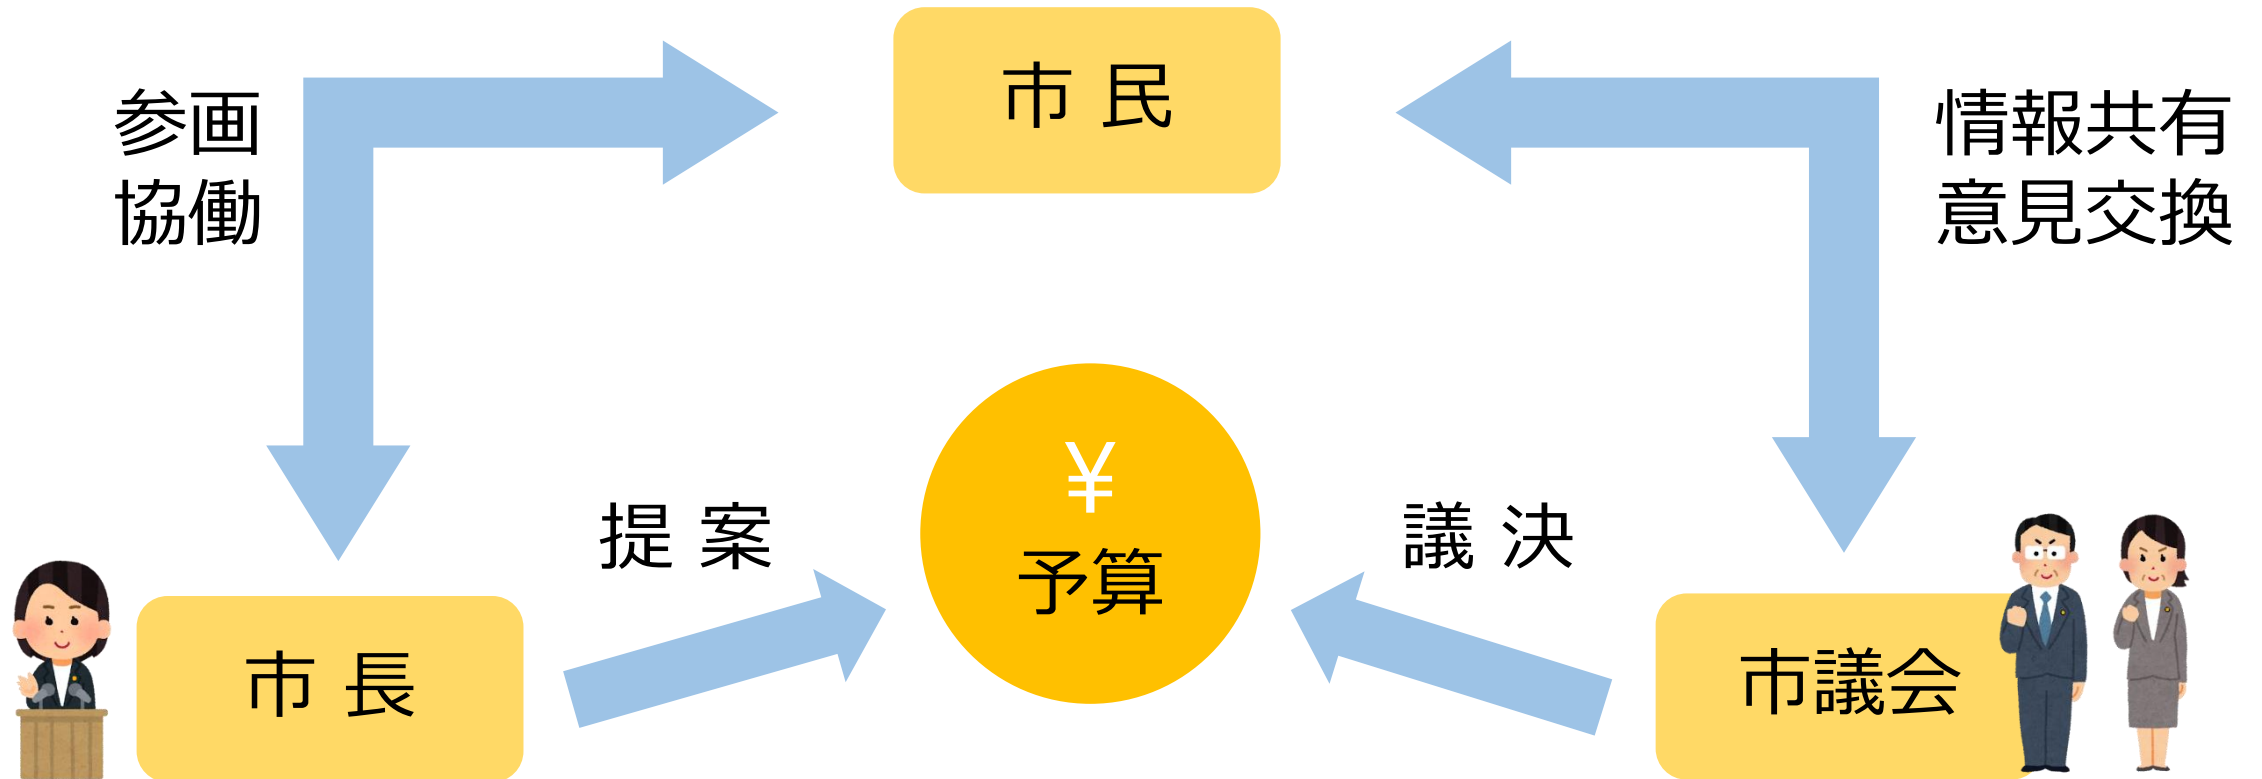 市 民
参画
協働
情報共有
意見交換
¥
予算
提 案
議 決
市 長
市議会